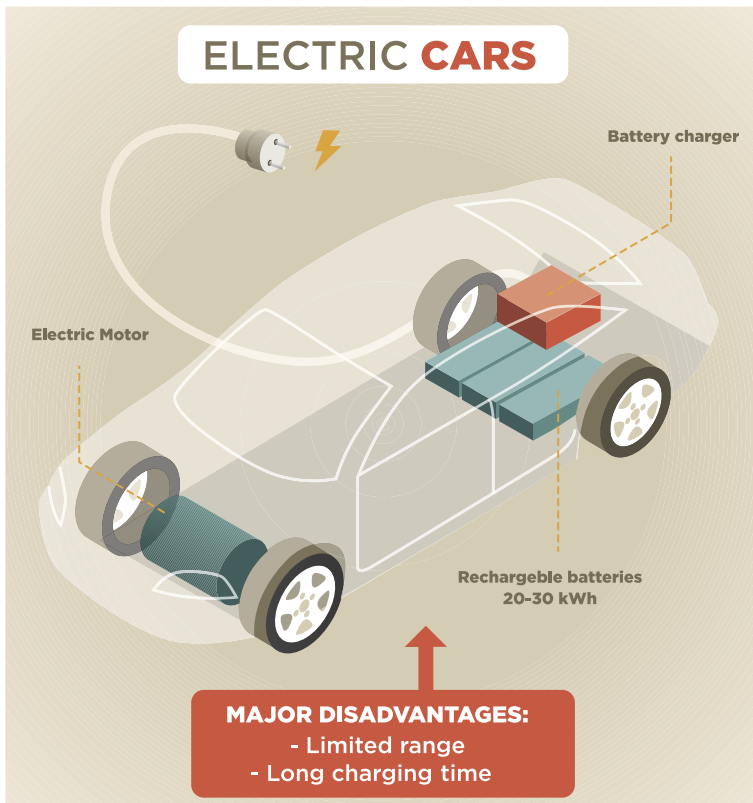 ELECTRIC CARS
Battery charger
Electric Motor
Rechargeble batteries
20-30 kWh
MAJOR DISADVANTAGES:
- Limited range
- Long charging time